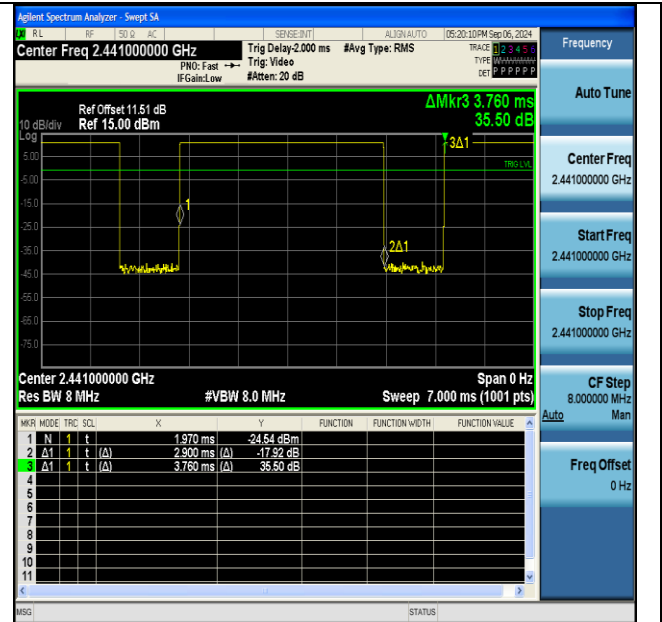 Agilent Spectrum Analyzer - Swept SA
RL RF 50 Ω AC SENSE:INT ALIGN AUTO 05:20:10 PM Sep 06, 2024
Center Freq 2.441000000 GHz
PNO: Fast
IFGain:Low
Trig Delay-2.000 ms
Trig: Video
#Atten: 20 dB
#Avg Type: RMS
TRACE 1 2 3 4 5 6
TYPE
DET P P P P P P
Frequency
Auto Tune
Center Freq
2.441000000 GHz
Start Freq
2.441000000 GHz
Stop Freq
2.441000000 GHz
CF Step
8.000000 MHz
Auto Man
Freq Offset
0 Hz
ΔMkr3 3.760 ms
35.50 dB
Ref Offset 11.51 dB
10 dB/div Ref 15.00 dBm
Log
3Δ1
5.00
TRIG LVL
-5.00
-15.0
1
-25.0
2Δ1
-35.0
-45.0
-55.0
-65.0
-75.0
Center 2.441000000 GHz Span 0 Hz
Res BW 8 MHz #VBW 8.0 MHz Sweep 7.000 ms (1001 pts)
MKR MODE TRC SCL X Y FUNCTION FUNCTION WIDTH FUNCTION VALUE
1 N 1 t 1.970 ms -24.54 dBm
2 Δ1 1 t (Δ) 2.900 ms (Δ) -17.92 dB
3 Δ1 1 t (Δ) 3.760 ms (Δ) 35.50 dB
4
5
6
7
8
9
10
11
MSG STATUS